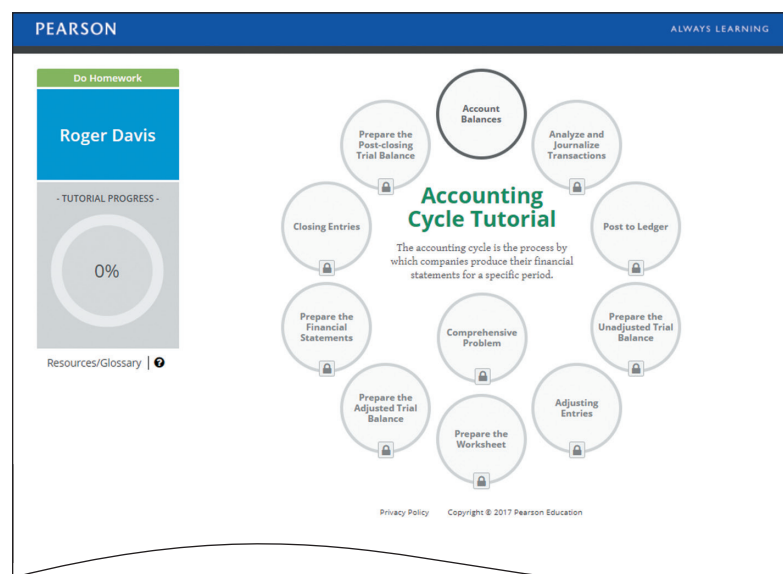 PEARSON
ALWAYS LEARNING
Do Homework
Roger Davis
- TUTORIAL PROGRESS -
0%
Resources/Glossary
Account
Balances
Analyze and
Journalize
Transactions
Post to Ledger
Prepare the
Unadjusted Trial
Balance
Adjusting
Entries
Prepare the
Worksheet
Prepare the
Adjusted Trial
Balance
Prepare the
Financial
Statements
Closing Entries
Prepare the
Post-closing
Trial Balance
Accounting
Cycle Tutorial
The accounting cycle is the process by
which companies produce their financial
statements for a specific period.
Comprehensive
Problem
Privacy Policy
Copyright © 2017 Pearson Education